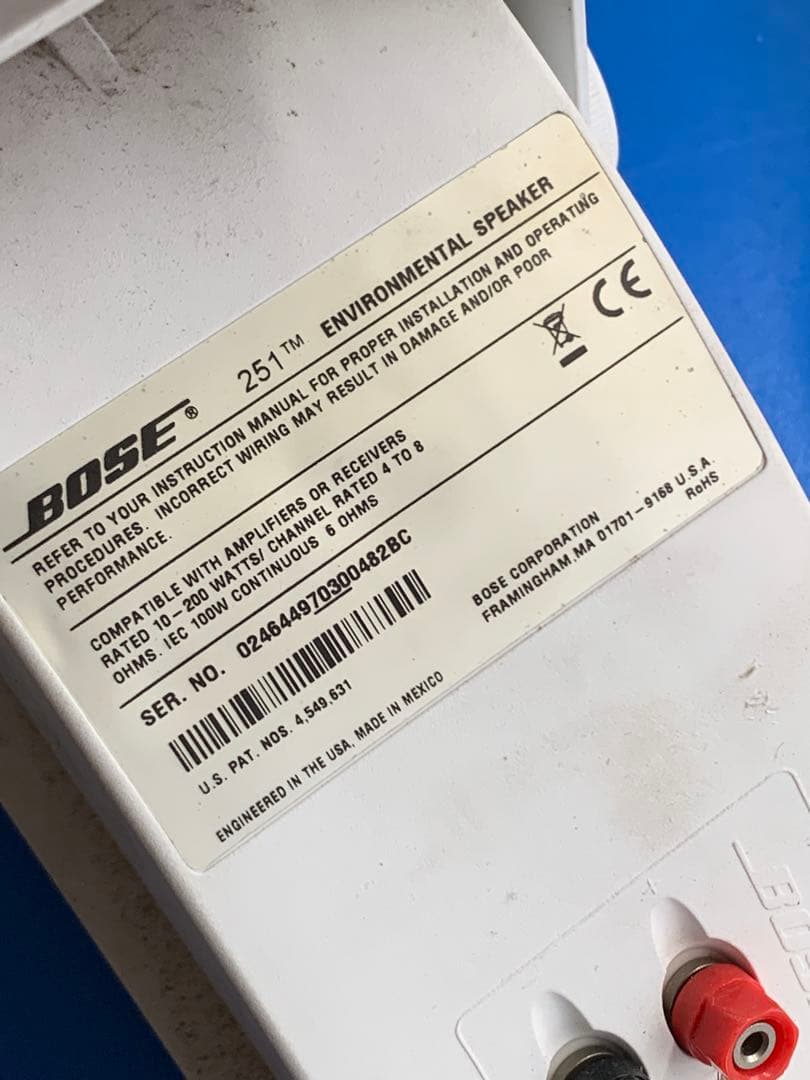 BOSE® 251™ ENVIRONMENTAL SPEAKER
REFER TO YOUR INSTRUCTION MANUAL FOR PROPER INSTALLATION AND OPERATING
PROCEDURES. INCORRECT WIRING MAY RESULT IN DAMAGE AND/OR POOR
PERFORMANCE.
CE
COMPATIBLE WITH AMPLIFIERS OR RECEIVERS
RATED 10-200 WATTS/ CHANNEL RATED 4 TO 8
OHMS. IEC 100W CONTINUOUS 6 OHMS
SER. NO. 024644970300482BC
U.S. PAT. NOS. 4,549,631
ENGINEERED IN THE USA, MADE IN MEXICO
BOSE CORPORATION
FRAMINGHAM,MA 01701-9168 U.S.A.
RoHS
BOSE